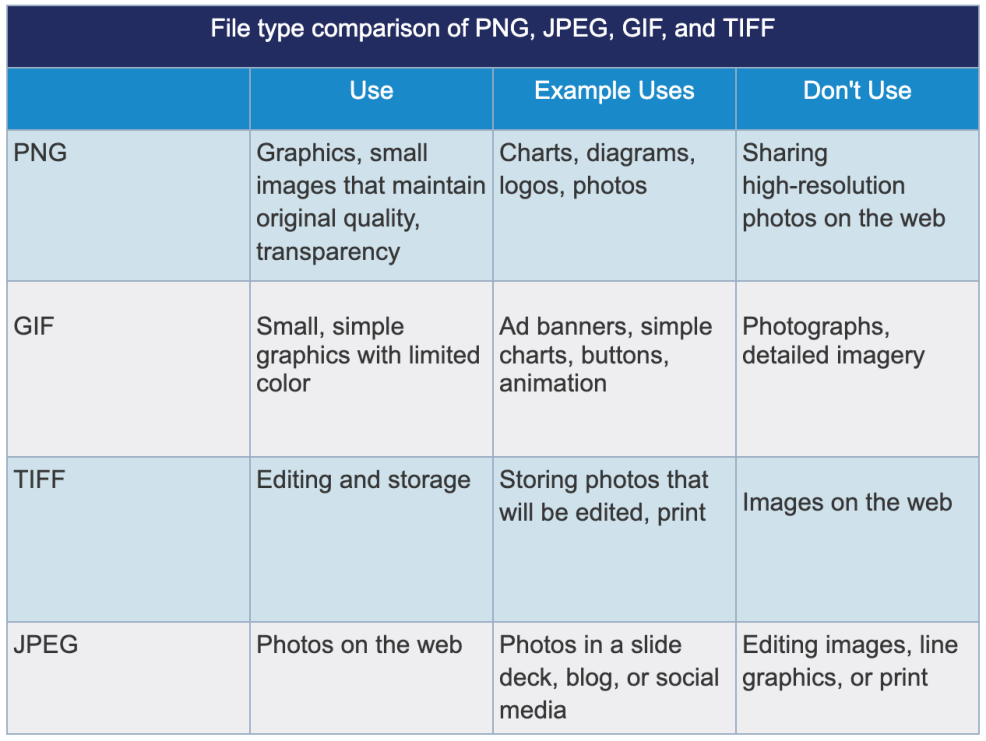 File type comparison of PNG, JPEG, GIF, and TIFF
Use
Example Uses
Don't Use
PNG
Graphics, small
images that maintain
original quality,
transparency
Charts, diagrams,
logos, photos
Sharing
high-resolution
photos on the web
GIF
Small, simple
graphics with limited
color
Ad banners, simple
charts, buttons,
animation
Photographs,
detailed imagery
TIFF
Editing and storage
Storing photos that
will be edited, print
Images on the web
JPEG
Photos on the web
Photos in a slide
deck, blog, or social
media
Editing images, line
graphics, or print